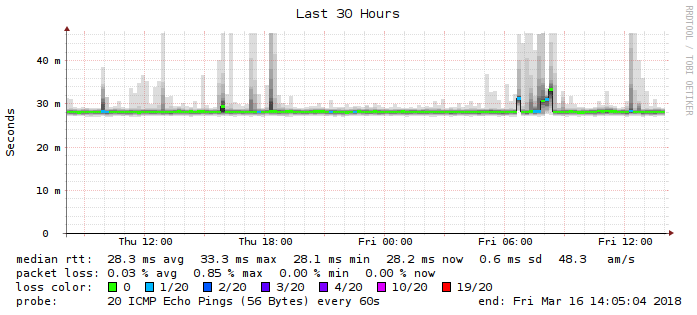 Last 30 Hours
RRDTOOL / TOBI OETIKER
Seconds
40 m
30 m
20 m
10 m
0
Thu 12:00 Thu 18:00 Fri 00:00 Fri 06:00 Fri 12:00
median rtt: 28.3 ms avg 33.3 ms max 28.1 ms min 28.2 ms now 0.6 ms sd 48.3 am/s
packet loss: 0.03 % avg 0.85 % max 0.00 % min 0.00 % now
loss color: 0 1/20 2/20 3/20 4/20 10/20 19/20
probe: 20 ICMP Echo Pings (56 Bytes) every 60s end: Fri Mar 16 14:05:04 2018